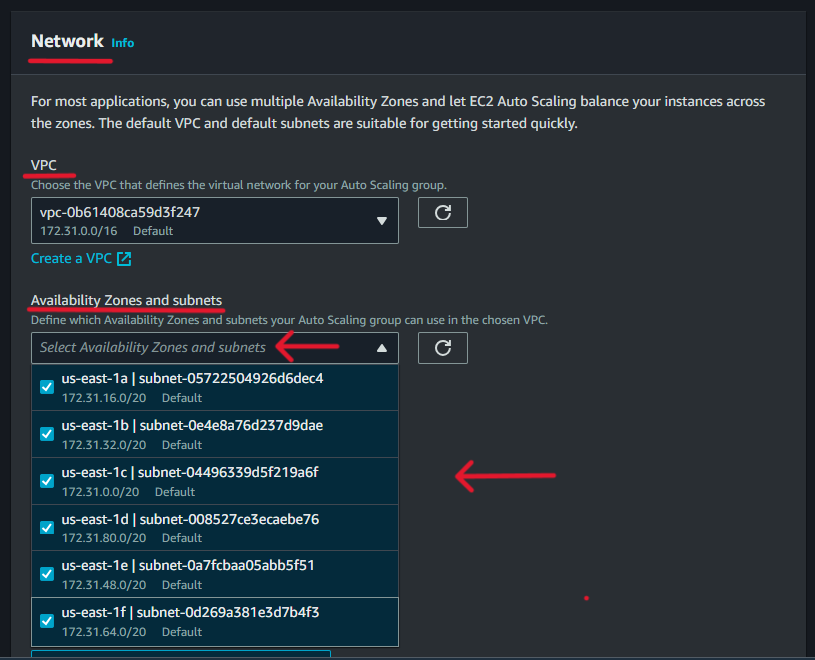 Network Info
For most applications, you can use multiple Availability Zones and let EC2 Auto Scaling balance your instances across
the zones. The default VPC and default subnets are suitable for getting started quickly.
VPC
Choose the VPC that defines the virtual network for your Auto Scaling group.
vpc-0b61408ca59d3f247
172.31.0.0/16 Default
Create a VPC
Availability Zones and subnets
Define which Availability Zones and subnets your Auto Scaling group can use in the chosen VPC.
Select Availability Zones and subnets
us-east-1a | subnet-05722504926d6dec4
172.31.16.0/20 Default
us-east-1b | subnet-0e4e8a76d237d9dae
172.31.32.0/20 Default
us-east-1c | subnet-04496339d5f219a6f
172.31.0.0/20 Default
us-east-1d | subnet-008527ce3ecaebe76
172.31.80.0/20 Default
us-east-1e | subnet-0a7fcbaa05abb5f51
172.31.48.0/20 Default
us-east-1f | subnet-0d269a381e3d7b4f3
172.31.64.0/20 Default